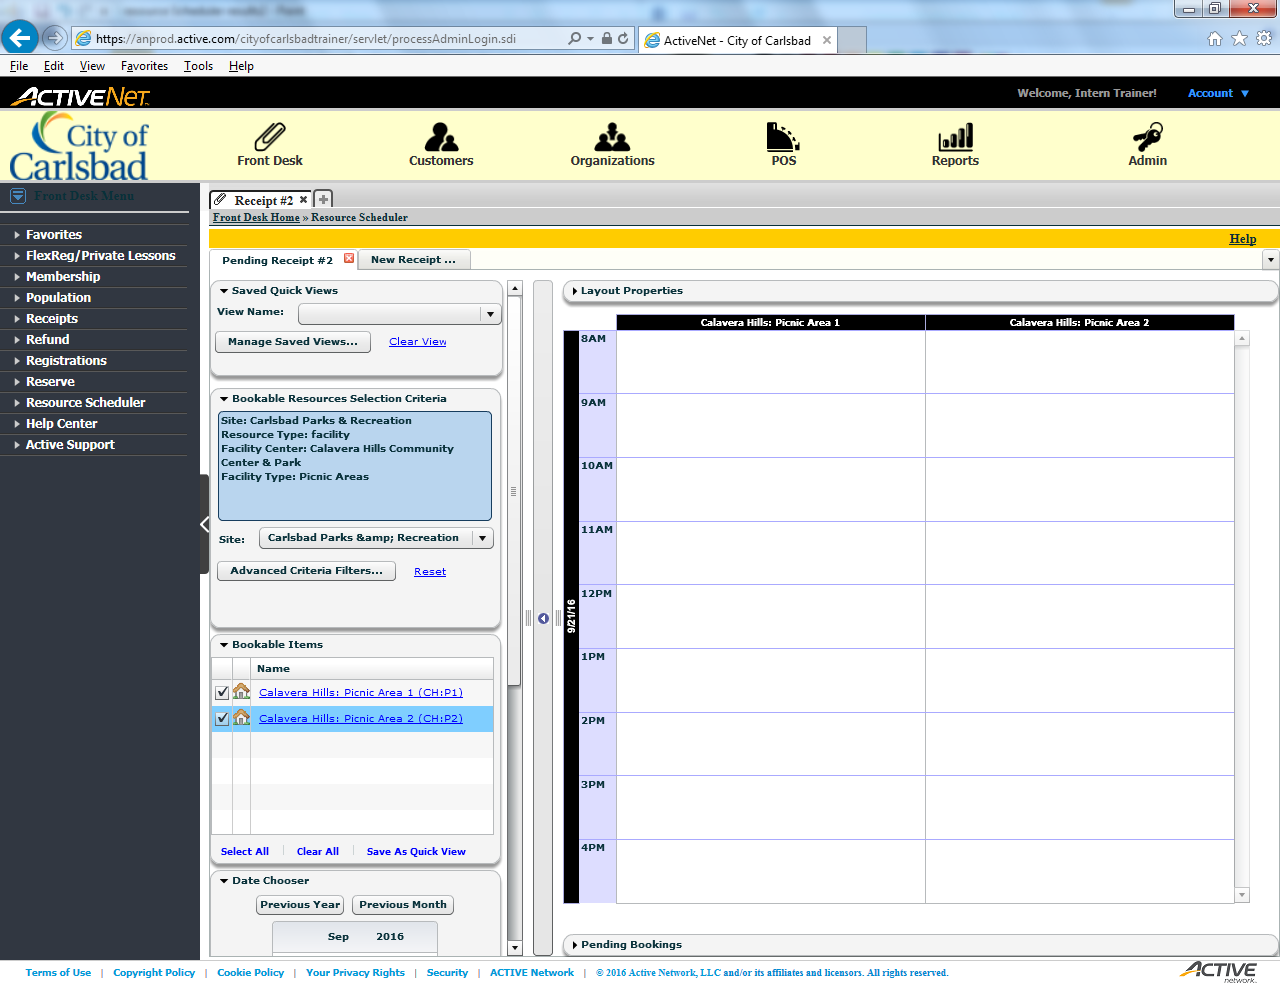 https://anprod.active.com/cityofcarlsbadtrainer/servlet/processAdminLogin.sdi
ActiveNet - City of Carlsbad
File Edit View Favorites Tools Help
ACTIVENET
Welcome, Intern Trainer!
Account
City of
Carlsbad
Front Desk
Customers
Organizations
POS
Reports
Admin
Front Desk Menu
Favorites
FlexReg/Private Lessons
Membership
Population
Receipts
Refund
Registrations
Reserve
Resource Scheduler
Help Center
Active Support
Receipt #2
Front Desk Home » Resource Scheduler
Help
Pending Receipt #2
New Receipt ...
Saved Quick Views
View Name:
Manage Saved Views...
Clear View
Bookable Resources Selection Criteria
Site: Carlsbad Parks & Recreation
Resource Type: facility
Facility Center: Calavera Hills Community
Center & Park
Facility Type: Picnic Areas
Site: Carlsbad Parks &amp; Recreation
Advanced Criteria Filters...
Reset
Bookable Items
Name
Calavera Hills: Picnic Area 1 (CH:P1)
Calavera Hills: Picnic Area 2 (CH:P2)
Select All
Clear All
Save As Quick View
Date Chooser
Previous Year
Previous Month
Sep 2016
Layout Properties
Calavera Hills: Picnic Area 1
Calavera Hills: Picnic Area 2
9/21/16
8AM
9AM
10AM
11AM
12PM
1PM
2PM
3PM
4PM
Pending Bookings
Terms of Use | Copyright Policy | Cookie Policy | Your Privacy Rights | Security | ACTIVE Network | © 2016 Active Network, LLC and/or its affiliates and licensors. All rights reserved.
ACTIVE
network